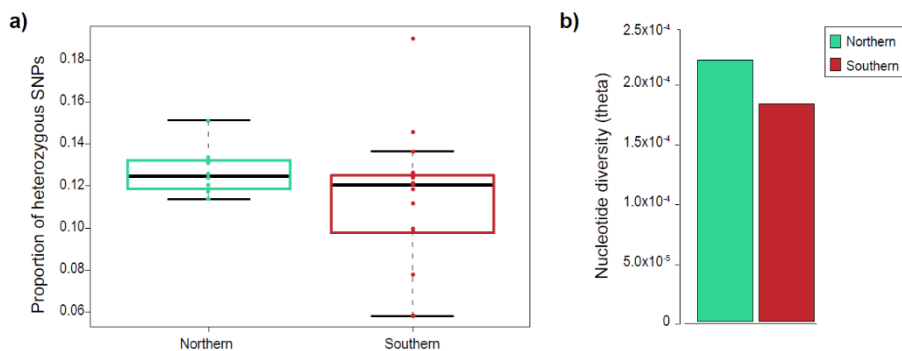 a)
Proportion of heterozygous SNPs
0.18
0.16
0.14
0.12
0.10
0.08
0.06
Northern
Southern
b)
Nucleotide diversity (theta)
2.5x10-4
2.0x10-4
1.5x10-4
1.0x10-4
5.0x10-5
0
Northern
Southern